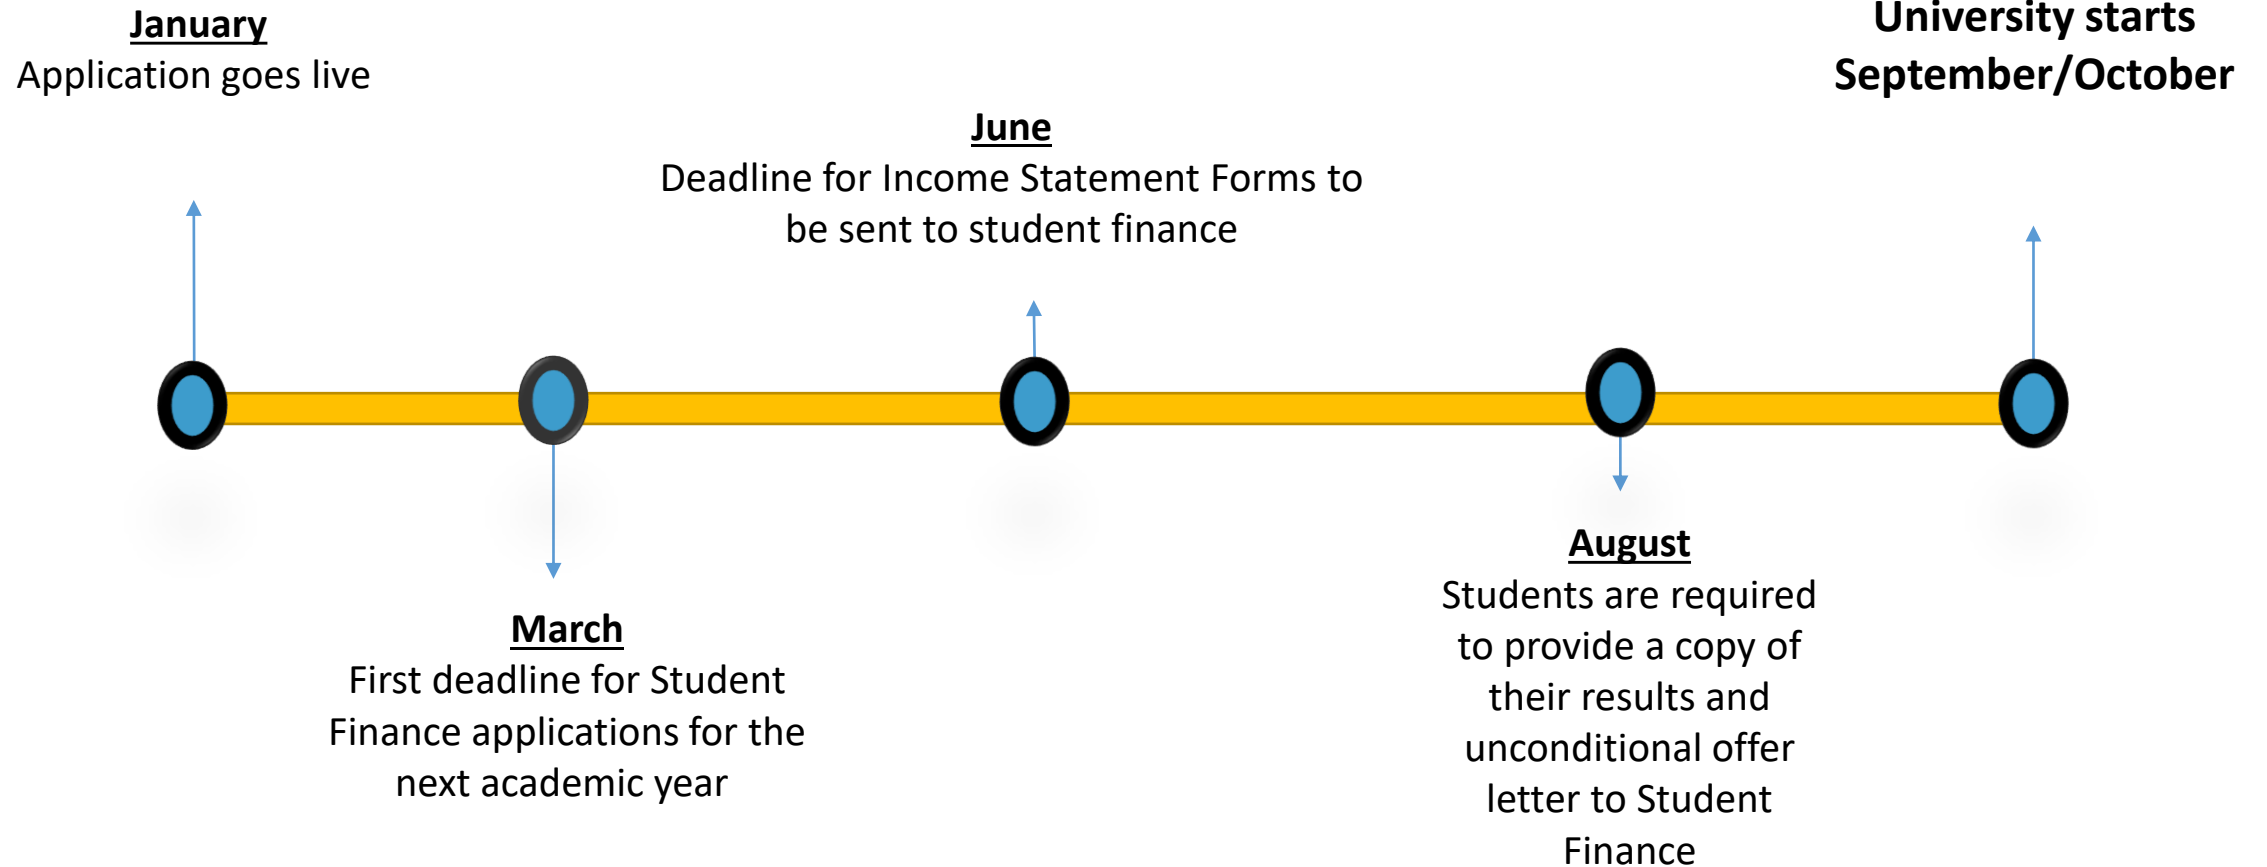 January
Application goes live
March
First deadline for Student
Finance applications for the
next academic year
June
Deadline for Income Statement Forms to
be sent to student finance
August
Students are required
to provide a copy of
their results and
unconditional offer
letter to Student
Finance
University starts
September/October